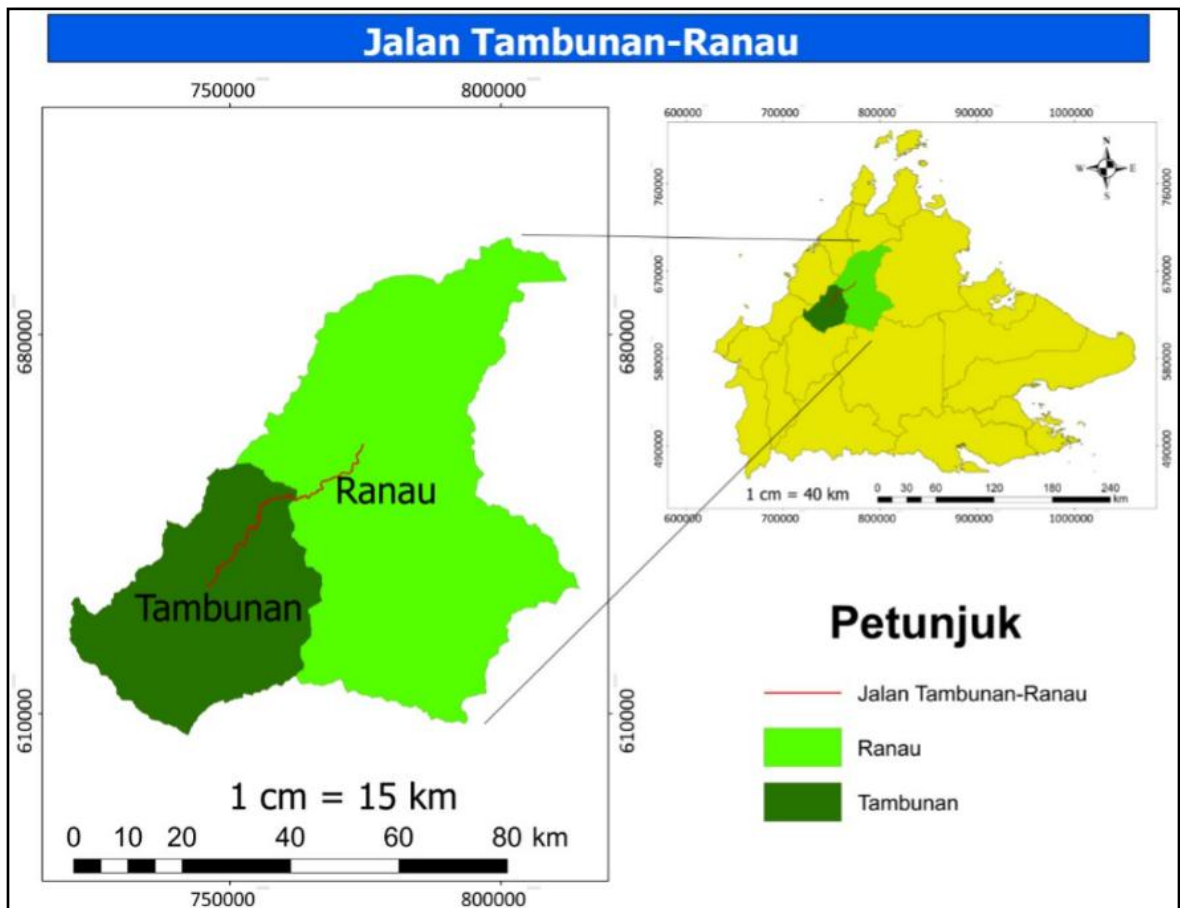 Jalan Tambunan-Ranau
750000 800000
680000 680000
610000 610000
Ranau
Tambunan
1 cm = 15 km
0 10 20 40 60 80 km
750000 800000
600000 700000 800000 900000 1000000
760000 760000
670000 670000
580000 580000
490000 490000
N
W E
S
1 cm = 40 km
0 30 60 120 180 240
km
600000 700000 800000 900000 1000000
Petunjuk
Jalan Tambunan-Ranau
Ranau
Tambunan